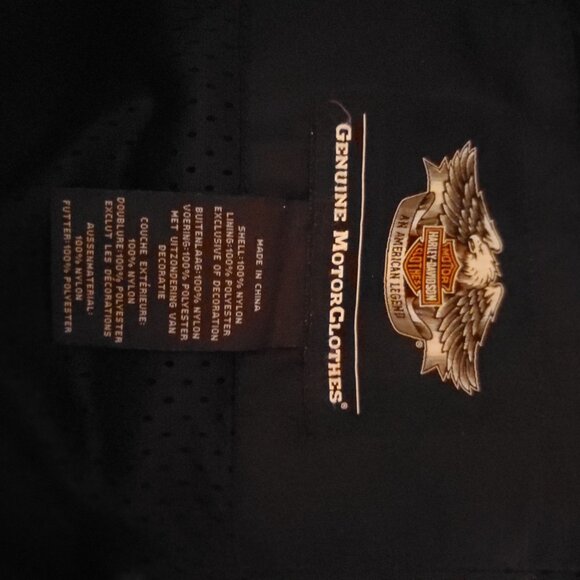 MOTOR
HARLEY-DAVIDSON
CLOTHES
AN AMERICAN LEGEND
®
GENUINE MOTORCLOTHES®
MADE IN CHINA
SHELL:100% NYLON
LINING:100% POLYESTER
EXCLUSIVE OF DECORATION
BUITENLAAG:100% NYLON
VOERING:100% POLYESTER
MET UITZONDERING VAN
DECORATIE
COUCHE EXTÉRIEURE:
100% NYLON
DOUBLURE:100% POLYESTER
EXCLUT LES DÉCORATIONS
AUSSENMATERIAL:
100% NYLON
FUTTER:100% POLYESTER